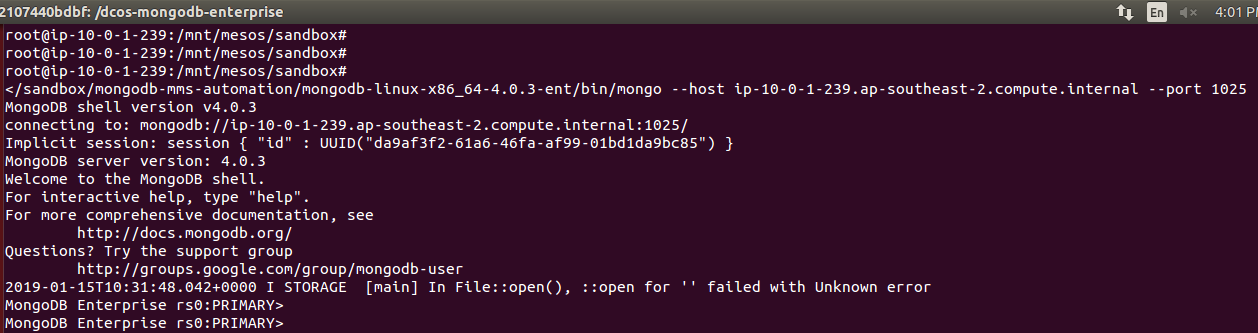 2107440bdbf: /dcos-mongodb-enterprise En 4:01 P
root@ip-10-0-1-239:/mnt/mesos/sandbox#
root@ip-10-0-1-239:/mnt/mesos/sandbox#
root@ip-10-0-1-239:/mnt/mesos/sandbox#
</sandbox/mongodb-mms-automation/mongodb-linux-x86_64-4.0.3-ent/bin/mongo --host ip-10-0-1-239.ap-southeast-2.compute.internal --port 1025
MongoDB shell version v4.0.3
connecting to: mongodb://ip-10-0-1-239.ap-southeast-2.compute.internal:1025/
Implicit session: session { "id" : UUID("da9af3f2-61a6-46fa-af99-01bd1da9bc85") }
MongoDB server version: 4.0.3
Welcome to the MongoDB shell.
For interactive help, type "help".
For more comprehensive documentation, see
http://docs.mongodb.org/
Questions? Try the support group
http://groups.google.com/group/mongodb-user
2019-01-15T10:31:48.042+0000 I STORAGE  [main] In File::open(), ::open for '' failed with Unknown error
MongoDB Enterprise rs0:PRIMARY>
MongoDB Enterprise rs0:PRIMARY>